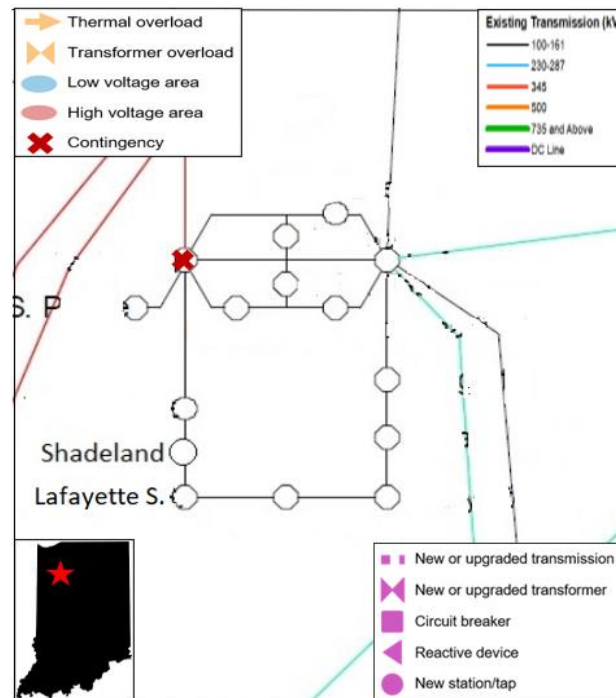 Thermal overload
Transformer overload
Low voltage area
High voltage area
Contingency
Existing Transmission (kV
100-161
230-287
345
500
735 and Above
DC Line
S. P
Shadeland
Lafayette S.
New or upgraded transmission
New or upgraded transformer
Circuit breaker
Reactive device
New station/tap